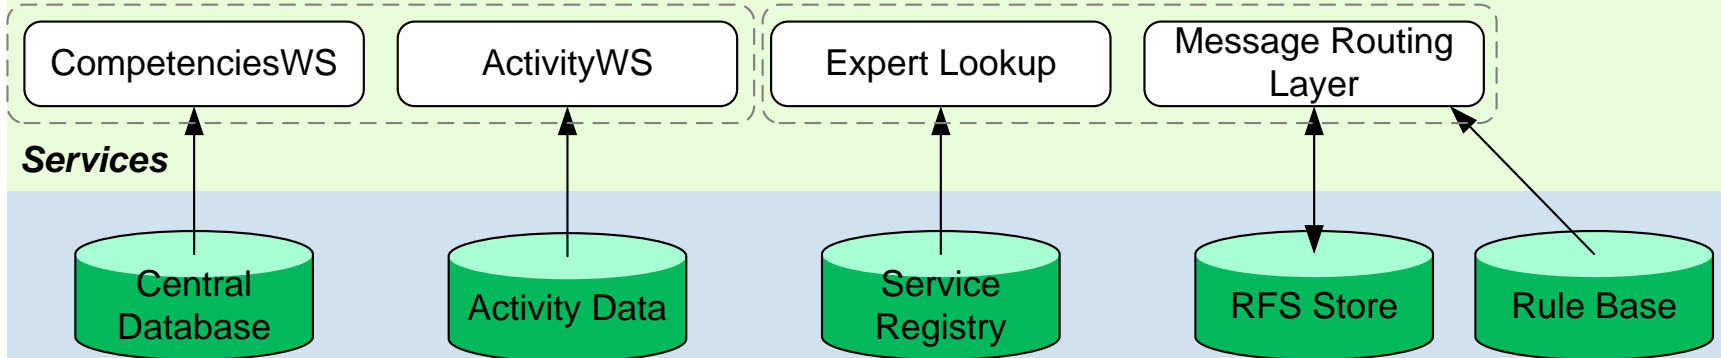 CompetenciesWS
ActivityWS
Expert Lookup
Message Routing
Layer
Services
Central
Database
Activity Data
Service
Registry
RFS Store
Rule Base